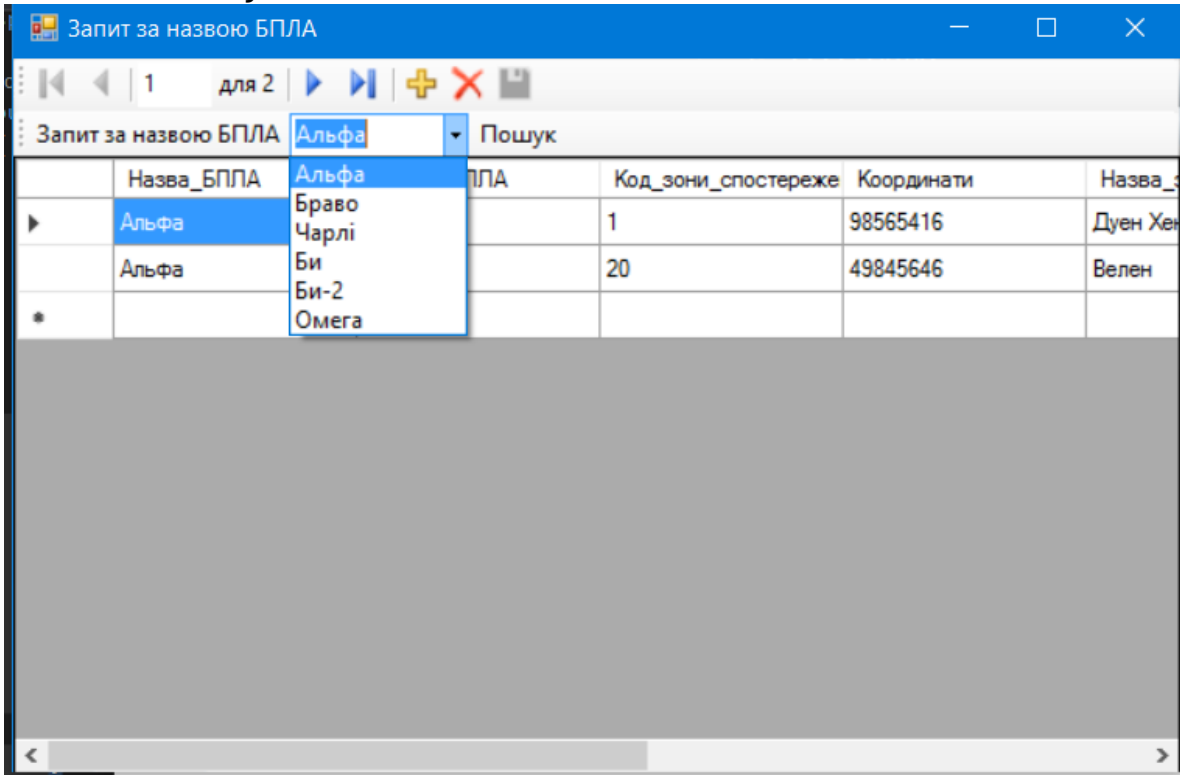 Запит за назвою БПЛА
1 для 2
Запит за назвою БПЛА Альфа Пошук
Назва_БПЛА Код_зони_спостереже Координати
Альфа
Браво
Чарлі
Би
Би-2
Омега
Альфа 1 98565416 Дуен
Альфа 20 49845646 Велен